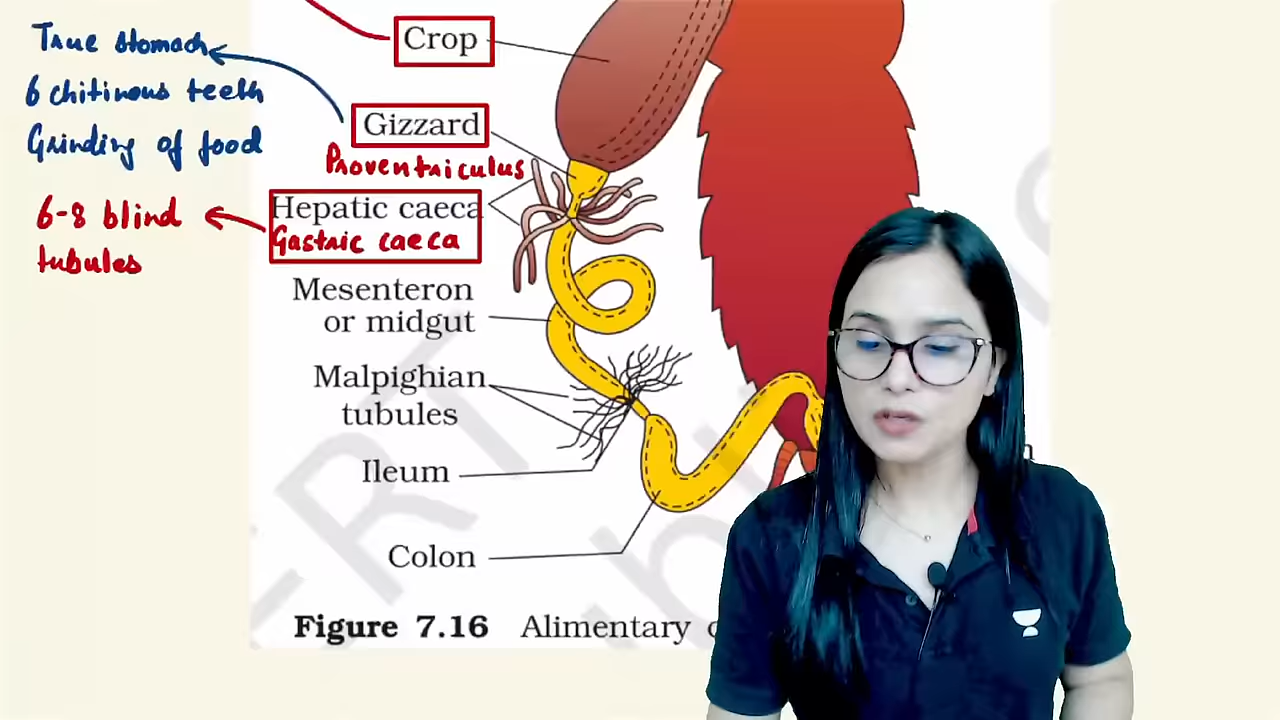 True stomach
6 chitinous teeth
Grinding of food
6-8 blind
tubules
Crop
Gizzard
Proventriculus
Hepatic caeca
Gastric caeca
Mesenteron
or midgut
Malpighian
tubules
Ileum
Colon
Figure 7.16 Alimentary